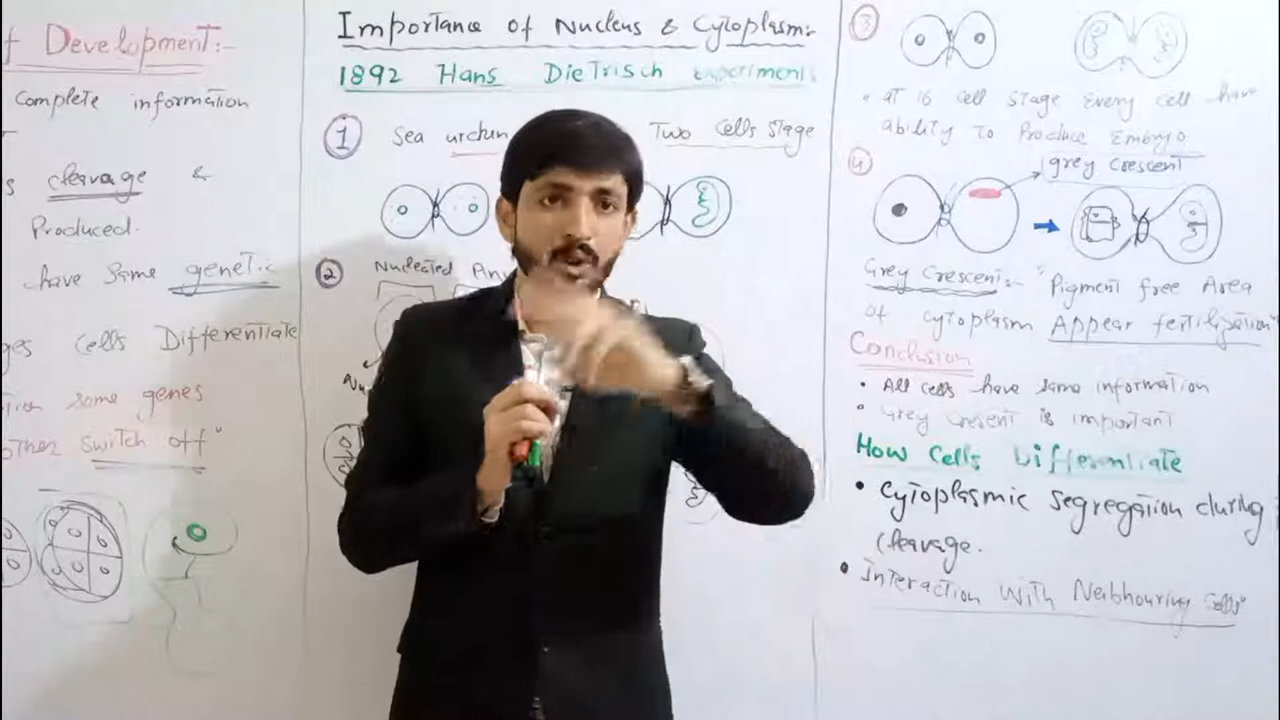 f Development:-
Complete information
s cleavage &
Produced.
have same genetic
ges cells Differentiate
tion some genes
other switch off"
Importance of Nucleus & Cytoplasm:-
1892 Hans DieTrisch experiment:
1 Sea urchin Two Cells Stage
2 Nucleated
3
• AT 16 cell stage Every cell have
ability To Produce Embryo
4 grey crescent
Grey Crescent:- "Pigment free Area
of cytoplasm Appear fertilization"
Conclusion
• All cells have same information
• Grey cresent is important
How Cells Differentiate
• Cytoplasmic segregation during
cleavage.
• Interaction With Neibhouring cells"